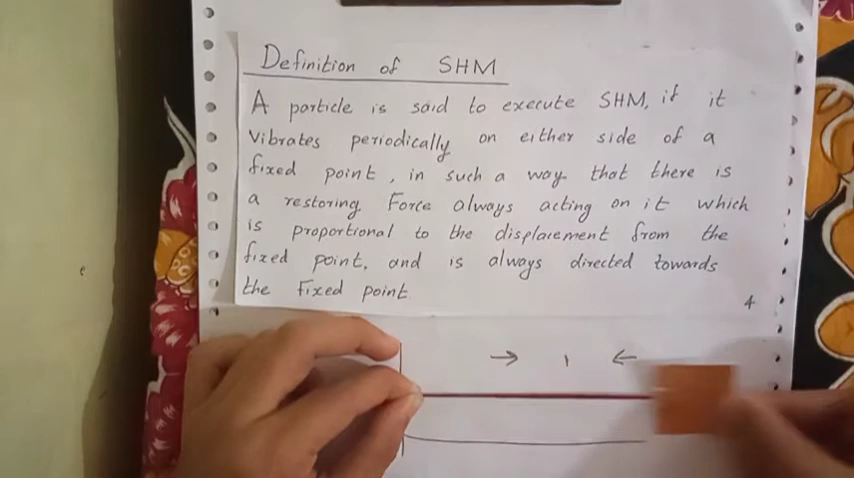 Definition of SHM
A particle is said to execute SHM, if it
vibrates periodically on either side of a
fixed point, in such a way that there is
a restoring Force always acting on it which
is proportional to the displacement from the
fixed point, and is always directed towards
the fixed point
4